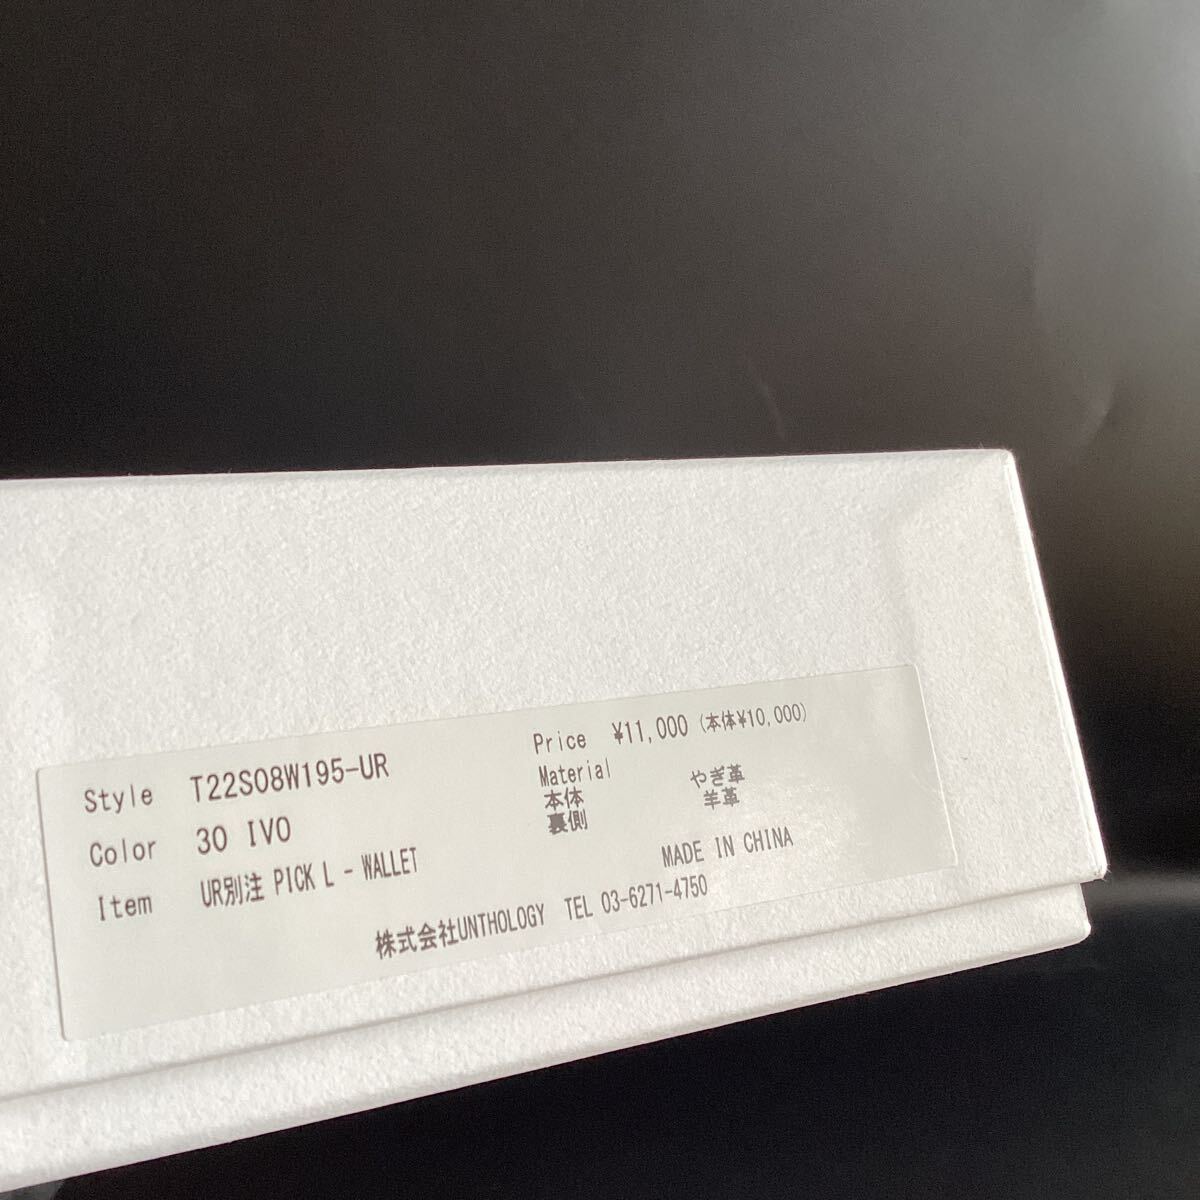 Style T22S08W195-UR
Color 30 IVO
Item UR別注 PICK L - WALLET
Price ¥11,000 (本体¥10,000)
Material
本体 やぎ革
裏側 羊革
MADE IN CHINA
株式会社UNTHOLOGY TEL 03-6271-4750